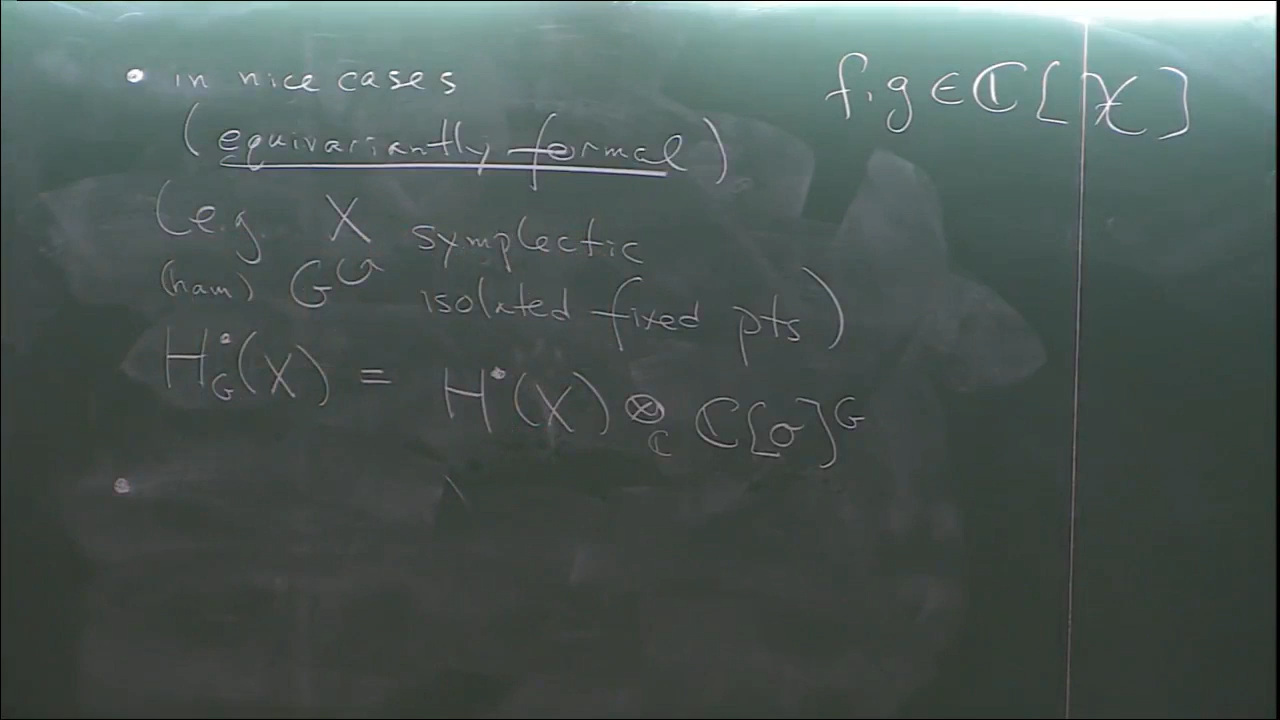 • in nice cases
(equivariantly formal)
(e.g. X symplectic
(ham) G↺ isolated fixed pts)
H^•_G(X) = H^•(X) ⊗_ℂ ℂ[𝔤]^G
•
f, g ∈ ℂ[χ]